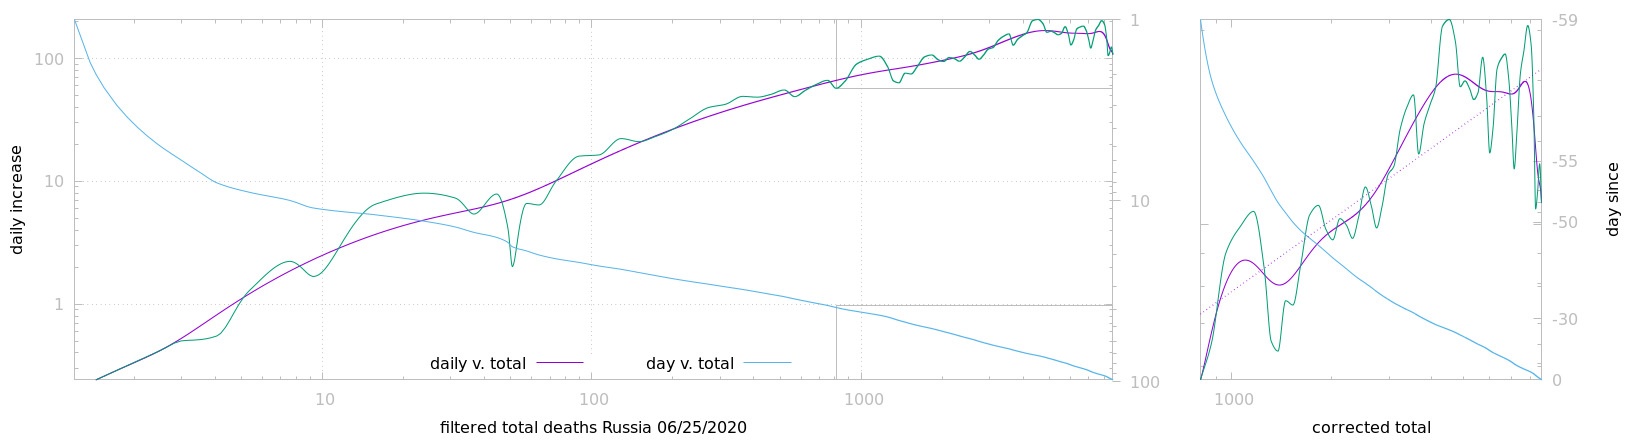 daily increase
100
10
1
10
100
1000
1
10
100
daily v. total
day v. total
filtered total deaths Russia 06/25/2020
-59
-55
-50
-30
0
day since
1000
corrected total